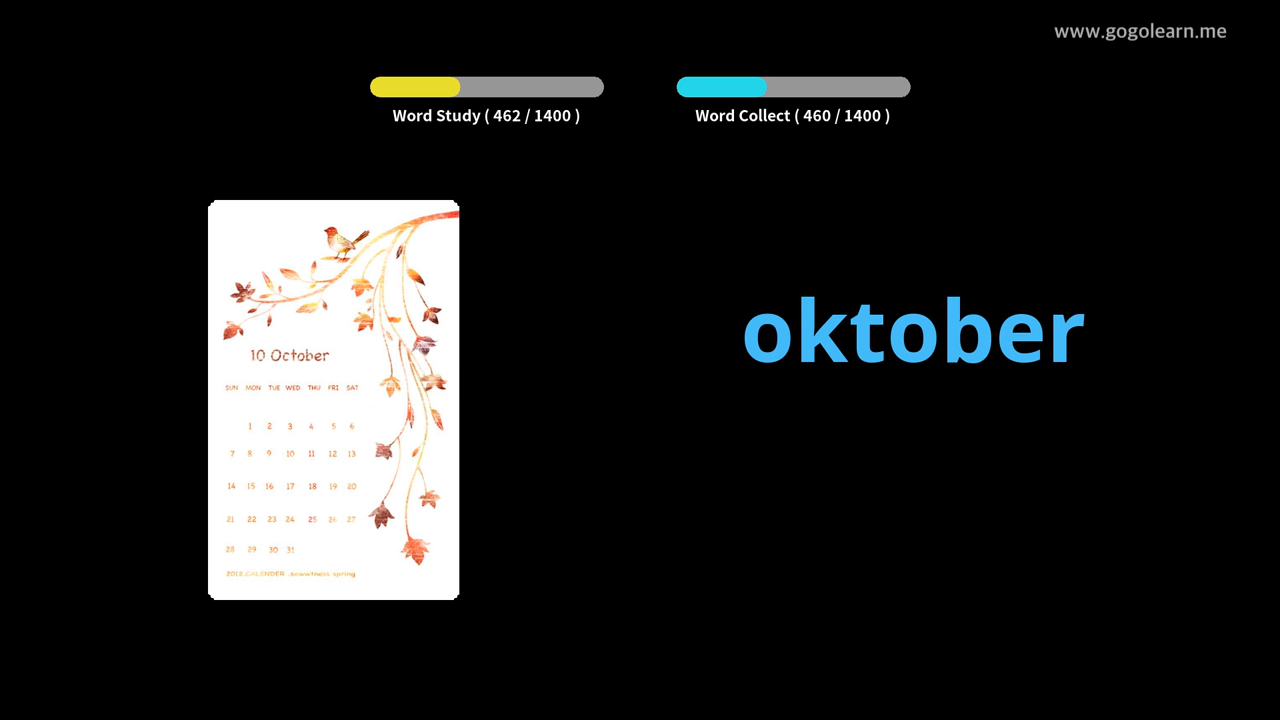 www.gogolearn.me
Word Study ( 462 / 1400 )
Word Collect ( 460 / 1400 )
oktober
10 October
SUN MON TUE WED THU FRI SAT
1 2 3 4 5 6
7 8 9 10 11 12 13
14 15 16 17 18 19 20
21 22 23 24 25 26 27
28 29 30 31
CALENDER spring